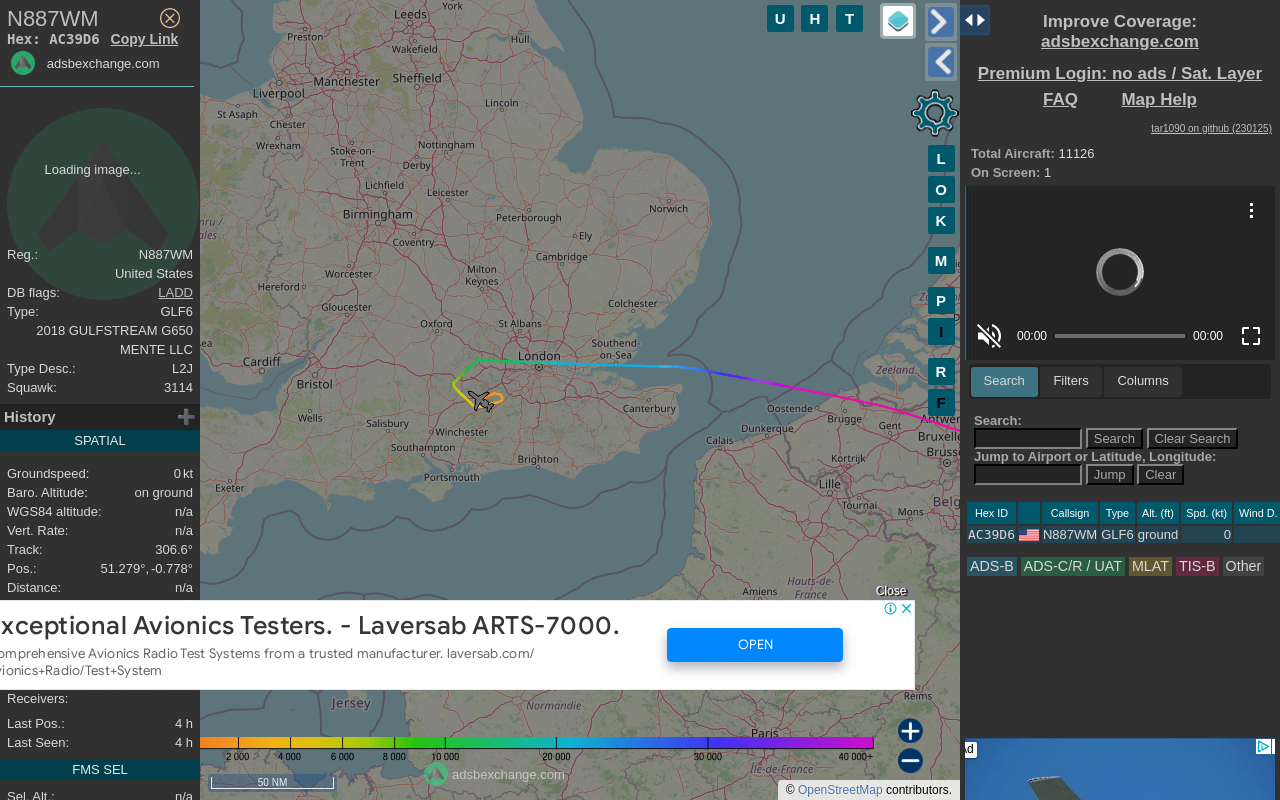 N887WM
Hex: AC39D6 Copy Link
adsbexchange.com
Loading image...
Reg.: N887WM
United States
DB flags: LADD
Type: GLF6
2018 GULFSTREAM G650
MENTE LLC
Type Desc.: L2J
Squawk: 3114
History
SPATIAL
Groundspeed: 0 kt
Baro. Altitude: on ground
WGS84 altitude: n/a
Vert. Rate: n/a
Track: 306.6°
Pos.: 51.279°, -0.778°
Distance: n/a
Receivers:
Last Pos.: 4 h
Last Seen: 4 h
FMS SEL
Sel. Alt.: n/a
U H T
L
O
K
M
P
I
R
F
York
Leeds
Preston
Hull
Wakefield
Manchester
Sheffield
Liverpool
St Asaph
Lincoln
Chester
Wrexham
Stoke-on-
Trent
Nottingham
Derby
Lichfield
Leicester
Norwich
Birmingham
Peterborough
Ely
Coventry
Cambridge
Worcester
Milton
Keynes
Hereford
Gloucester
Colchester
Oxford
St Albans
Southend-
on-Sea
London
Cardiff
Bristol
Zeeland
Wells
Salisbury
Winchester
Canterbury
Oostende
Brugge
Gent
Antwer
Southampton
Brighton
Dunkerque
Calais
Bruxelle
Brusse
Portsmouth
Kortrijk
Exeter
Lille
Tournai
Mons
Belg
Hauts-de-
France
Amiens
Close
xceptional Avionics Testers. - Laversab ARTS-7000.
omprehensive Avionics Radio Test Systems from a trusted manufacturer. laversab.com/
vionics+Radio/Test+System
OPEN
Reims
Jersey
Normandie
Paris
Île-de-France
2 000 4 000 6 000 8 000 10 000 20 000 30 000 40 000+
adsbexchange.com
50 NM
© OpenStreetMap contributors.
Improve Coverage:
adsbexchange.com
Premium Login: no ads / Sat. Layer
FAQ Map Help
tar1090 on github (230125)
Total Aircraft: 11126
On Screen: 1
00:00 00:00
Search Filters Columns
Search:
Search Clear Search
Jump to Airport or Latitude, Longitude:
Jump Clear
Hex ID Callsign Type Alt. (ft) Spd. (kt) Wind D.
AC39D6 N887WM GLF6 ground 0
ADS-B ADS-C/R / UAT MLAT TIS-B Other